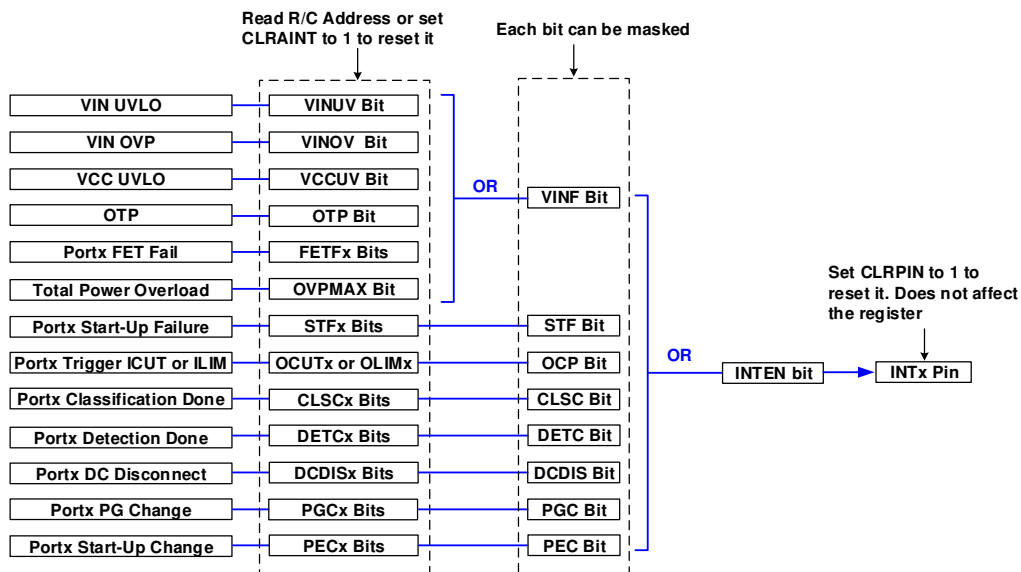 Read R/C Address or set
CLRAINT to 1 to reset it
Each bit can be masked
VIN UVLO
VINUV Bit
VIN OVP
VINOV Bit
VCC UVLO
VCCUV Bit
OR
VINF Bit
OTP
OTP Bit
Portx FET Fail
FETFx Bits
Total Power Overload
OVPMAX Bit
Set CLRPIN to 1 to
reset it. Does not affect
the register
Portx Start-Up Failure
STFx Bits
STF Bit
Portx Trigger ICUT or ILIM
OCUTx or OLIMx
OCP Bit
OR
INTEN bit
INTx Pin
Portx Classification Done
CLSCx Bits
CLSC Bit
Portx Detection Done
DETCx Bits
DETC Bit
Portx DC Disconnect
DCDISx Bits
DCDIS Bit
Portx PG Change
PGCx Bits
PGC Bit
Portx Start-Up Change
PECx Bits
PEC Bit